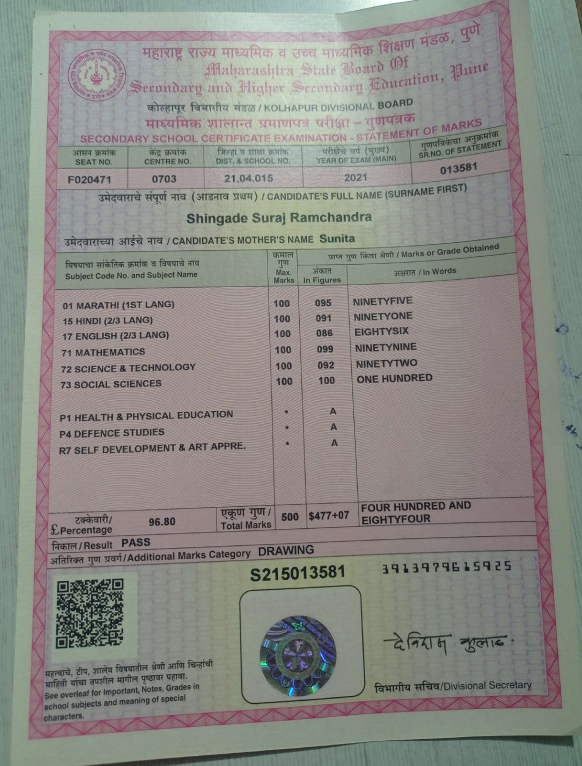 महाराष्ट्र राज्य माध्यमिक व उच्च माध्यमिक शिक्षण मंडळ, पुणे
Maharashtra State Board Of
Secondary and Higher Secondary Education, Pune
कोल्हापूर विभागीय मंडळ / KOLHAPUR DIVISIONAL BOARD
माध्यमिक शालान्त प्रमाणपत्र परीक्षा – गुणपत्रक
SECONDARY SCHOOL CERTIFICATE EXAMINATION - STATEMENT OF MARKS
आसन क्रमांक केंद्र क्रमांक जिल्हा व शाळा क्रमांक परीक्षेचे वर्ष (मुख्य) गुणपत्रिकेचा अनुक्रमांक
SEAT NO. CENTRE NO. DIST. & SCHOOL NO. YEAR OF EXAM (MAIN) SR.NO. OF STATEMENT
F020471 0703 21.04.015 2021 013581
उमेदवाराचे संपूर्ण नाव (आडनाव प्रथम) / CANDIDATE'S FULL NAME (SURNAME FIRST)
Shingade Suraj Ramchandra
उमेदवाराच्या आईचे नाव / CANDIDATE'S MOTHER'S NAME Sunita
विषयाचा सांकेतिक क्रमांक व विषयाचे नाव
Subject Code No. and Subject Name
कमाल
गुण
Max.
Marks
प्राप्त गुण किंवा श्रेणी / Marks or Grade Obtained
अंकात
In Figures
अक्षरात / In Words
01 MARATHI (1ST LANG) 100 095 NINETYFIVE
15 HINDI (2/3 LANG) 100 091 NINETYONE
17 ENGLISH (2/3 LANG) 100 086 EIGHTYSIX
71 MATHEMATICS 100 099 NINETYNINE
72 SCIENCE & TECHNOLOGY 100 092 NINETYTWO
73 SOCIAL SCIENCES 100 100 ONE HUNDRED
P1 HEALTH & PHYSICAL EDUCATION * A
P4 DEFENCE STUDIES * A
R7 SELF DEVELOPMENT & ART APPRE. * A
टक्केवारी/
£Percentage
96.80
एकूण गुण /
Total Marks
500 $477+07
FOUR HUNDRED AND
EIGHTYFOUR
निकाल/Result PASS
अतिरिक्त गुण प्रवर्ग/Additional Marks Category DRAWING
S215013581
3913979615925
महत्वाचे, टीप, शालेय विषयातील श्रेणी आणि चिन्हांची
माहिती यांचा तपशील मागील पृष्ठावर पहावा.
See overleaf for Important, Notes, Grades in
school subjects and meaning of special
characters.
विभागीय सचिव/Divisional Secretary